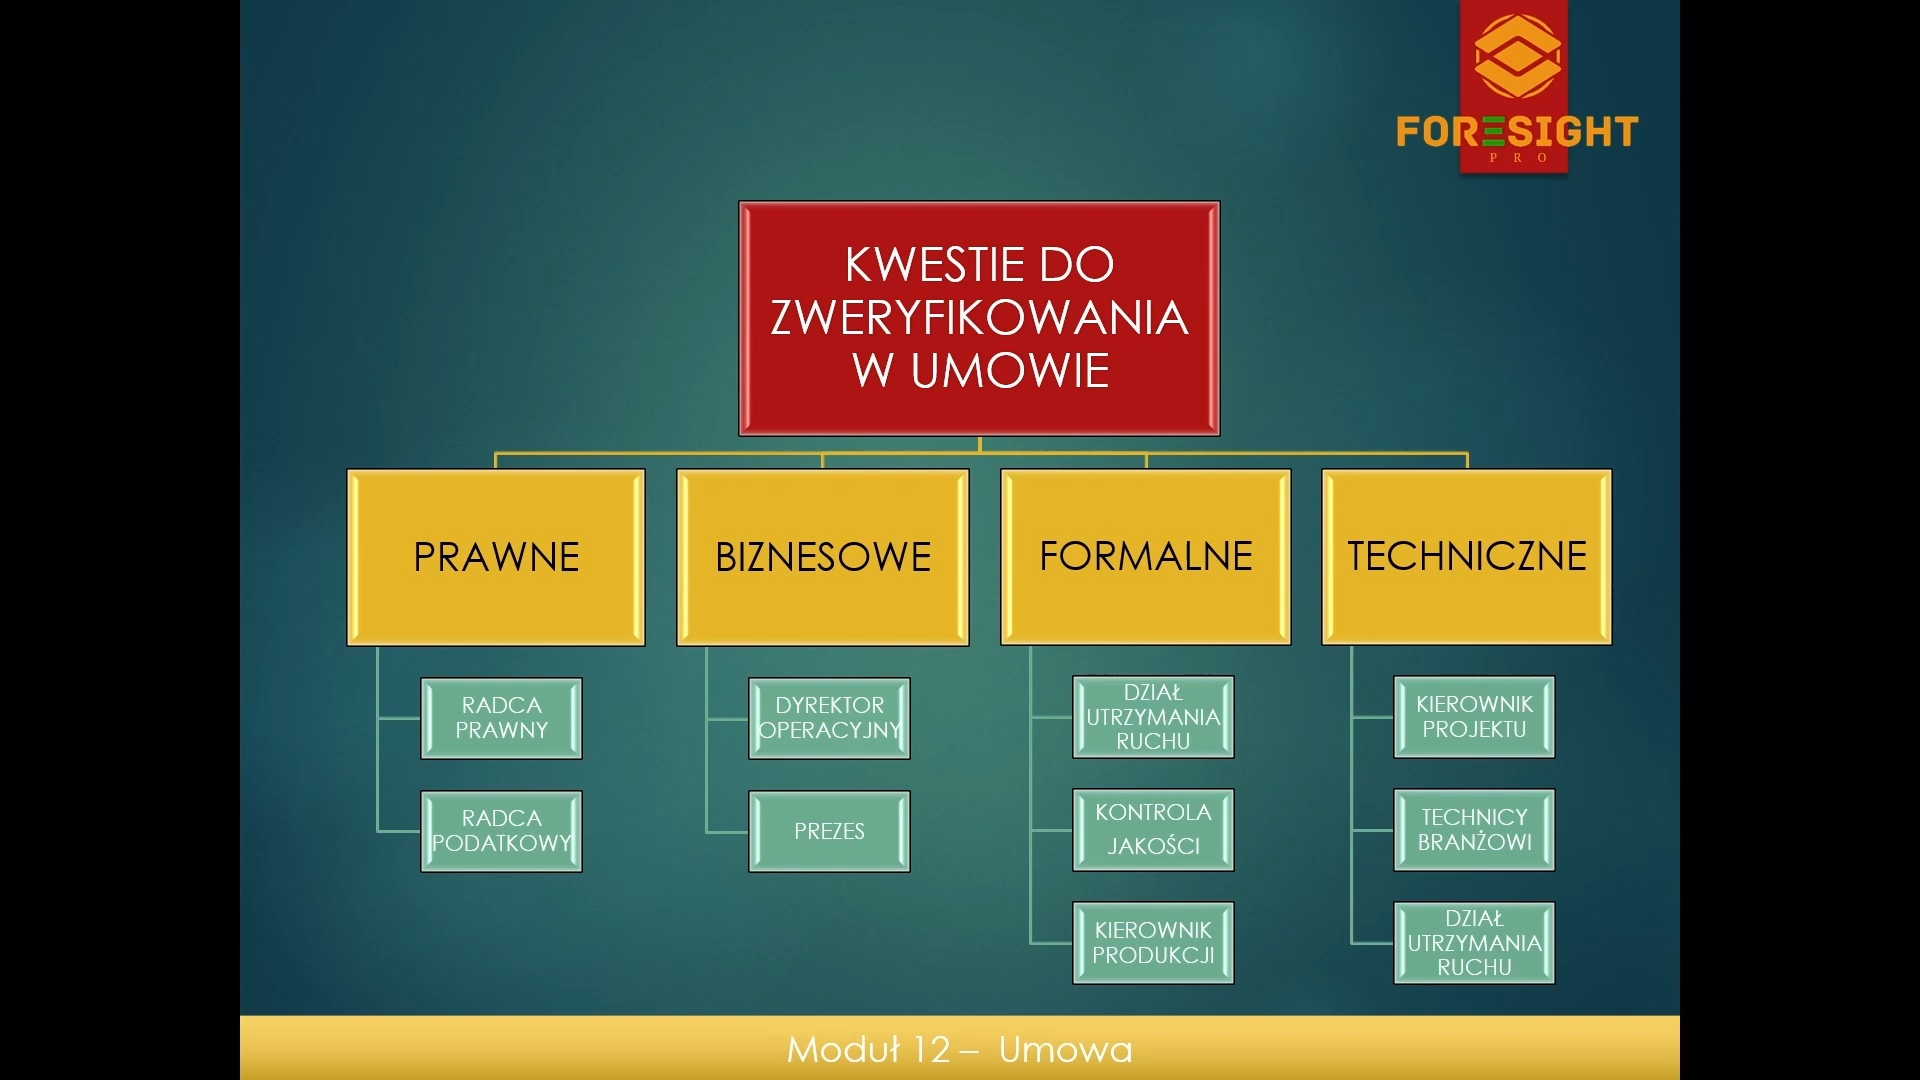 FORESIGHT
PRO
KWESTIE DO
ZWERYFIKOWANIA
W UMOWIE
PRAWNE
BIZNESOWE
FORMALNE
TECHNICZNE
RADCA
PRAWNY
RADCA
PODATKOWY
DYREKTOR
OPERACYJNY
PREZES
DZIAŁ
UTRZYMANIA
RUCHU
KONTROLA
JAKOŚCI
KIEROWNIK
PRODUKCJI
KIEROWNIK
PROJEKTU
TECHNICY
BRANŻOWI
DZIAŁ
UTRZYMANIA
RUCHU
Moduł 12 – Umowa